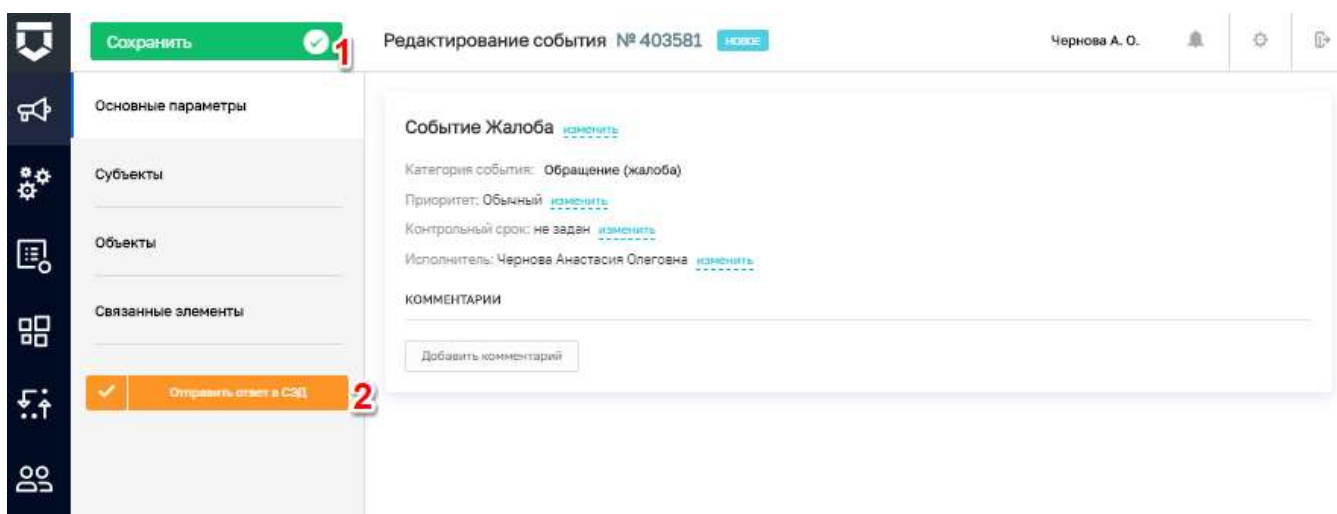 Сохранить 1 Редактирование события № 403581 НОВОЕ Чернова А. О.
Основные параметры
Событие Жалоба изменить
Субъекты
Категория события: Обращение (жалоба)
Приоритет: Обычный изменить
Контрольный срок: не задан изменить
Объекты
Исполнитель: Чернова Анастасия Олеговна изменить
КОММЕНТАРИИ
Связанные элементы
Добавить комментарий
Отправить ответ в СЭД 2